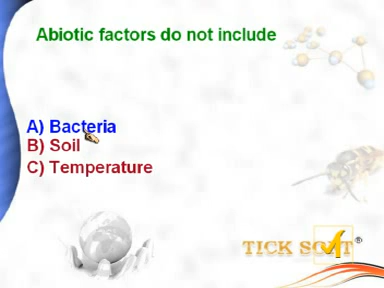 Abiotic factors do not include
A) Bacteria
B) Soil
C) Temperature
TICK SOFT ®